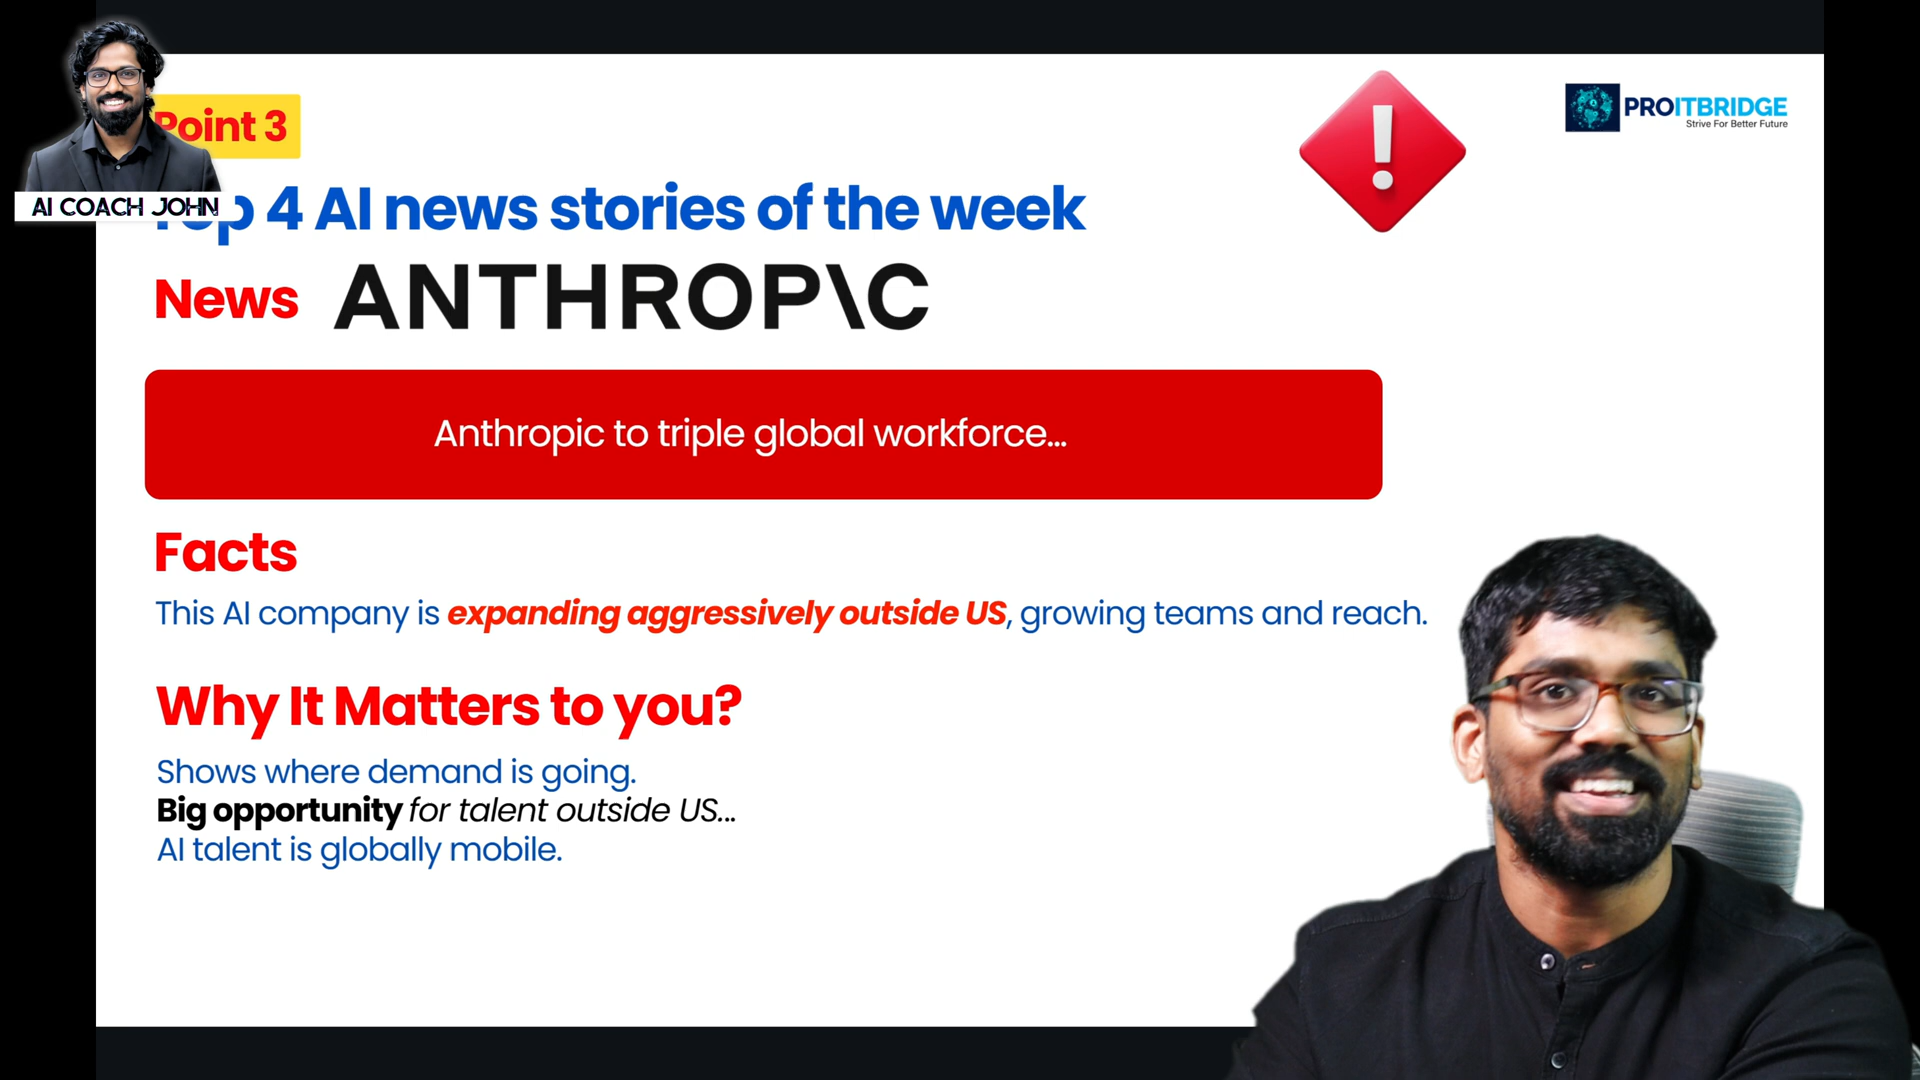 Point 3
PROITBRIDGE
Strive For Better Future
AI COACH JOHN
Top 4 AI news stories of the week
News ANTHROP\C
Anthropic to triple global workforce...
Facts
This AI company is expanding aggressively outside US, growing teams and reach.
Why It Matters to you?
Shows where demand is going.
Big opportunity for talent outside US...
AI talent is globally mobile.